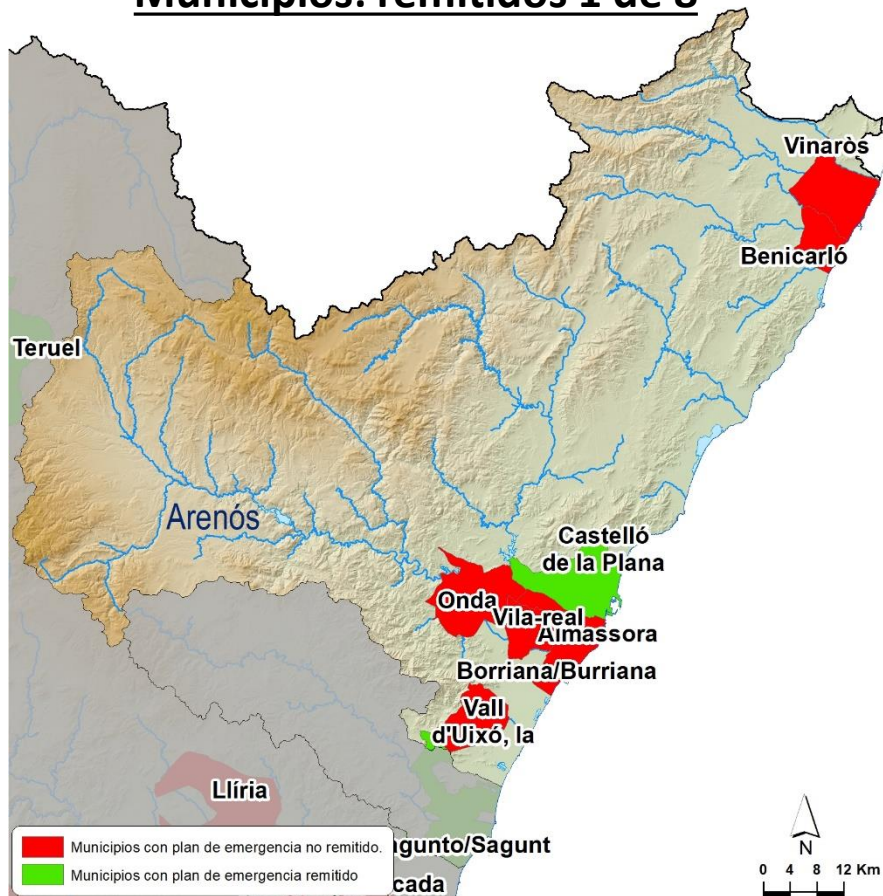 Municipios: remitidos 1 de 8
Vinaròs
Benicarló
Teruel
Arenós
Castelló
de la Plana
Onda
Vila-real
Almassora
Borriana/Burriana
Vall
d'Uixó, la
Llíria
Municipios con plan de emergencia no remitido.
Municipios con plan de emergencia remitido
gunto/Sagunt
cada
N
0 4 8 12 Km